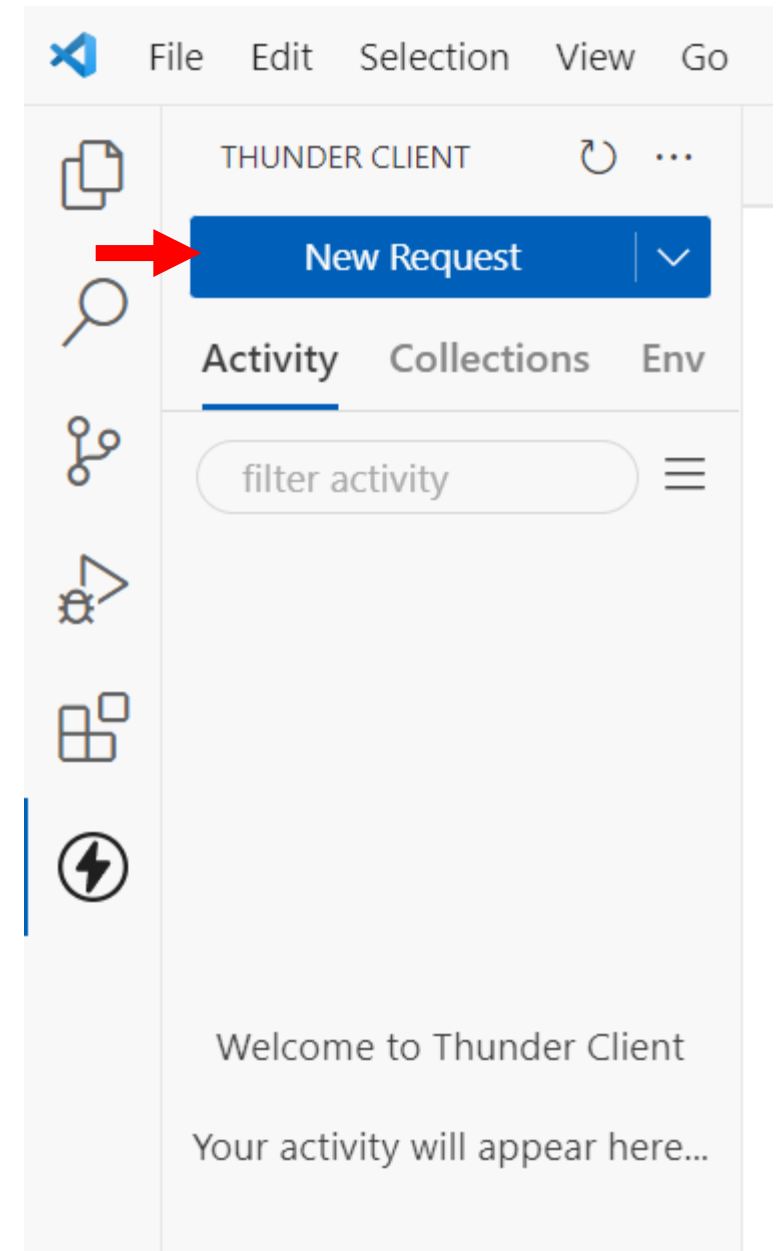 File Edit Selection View Go
THUNDER CLIENT
New Request
Activity Collections Env
filter activity
Welcome to Thunder Client
Your activity will appear here...